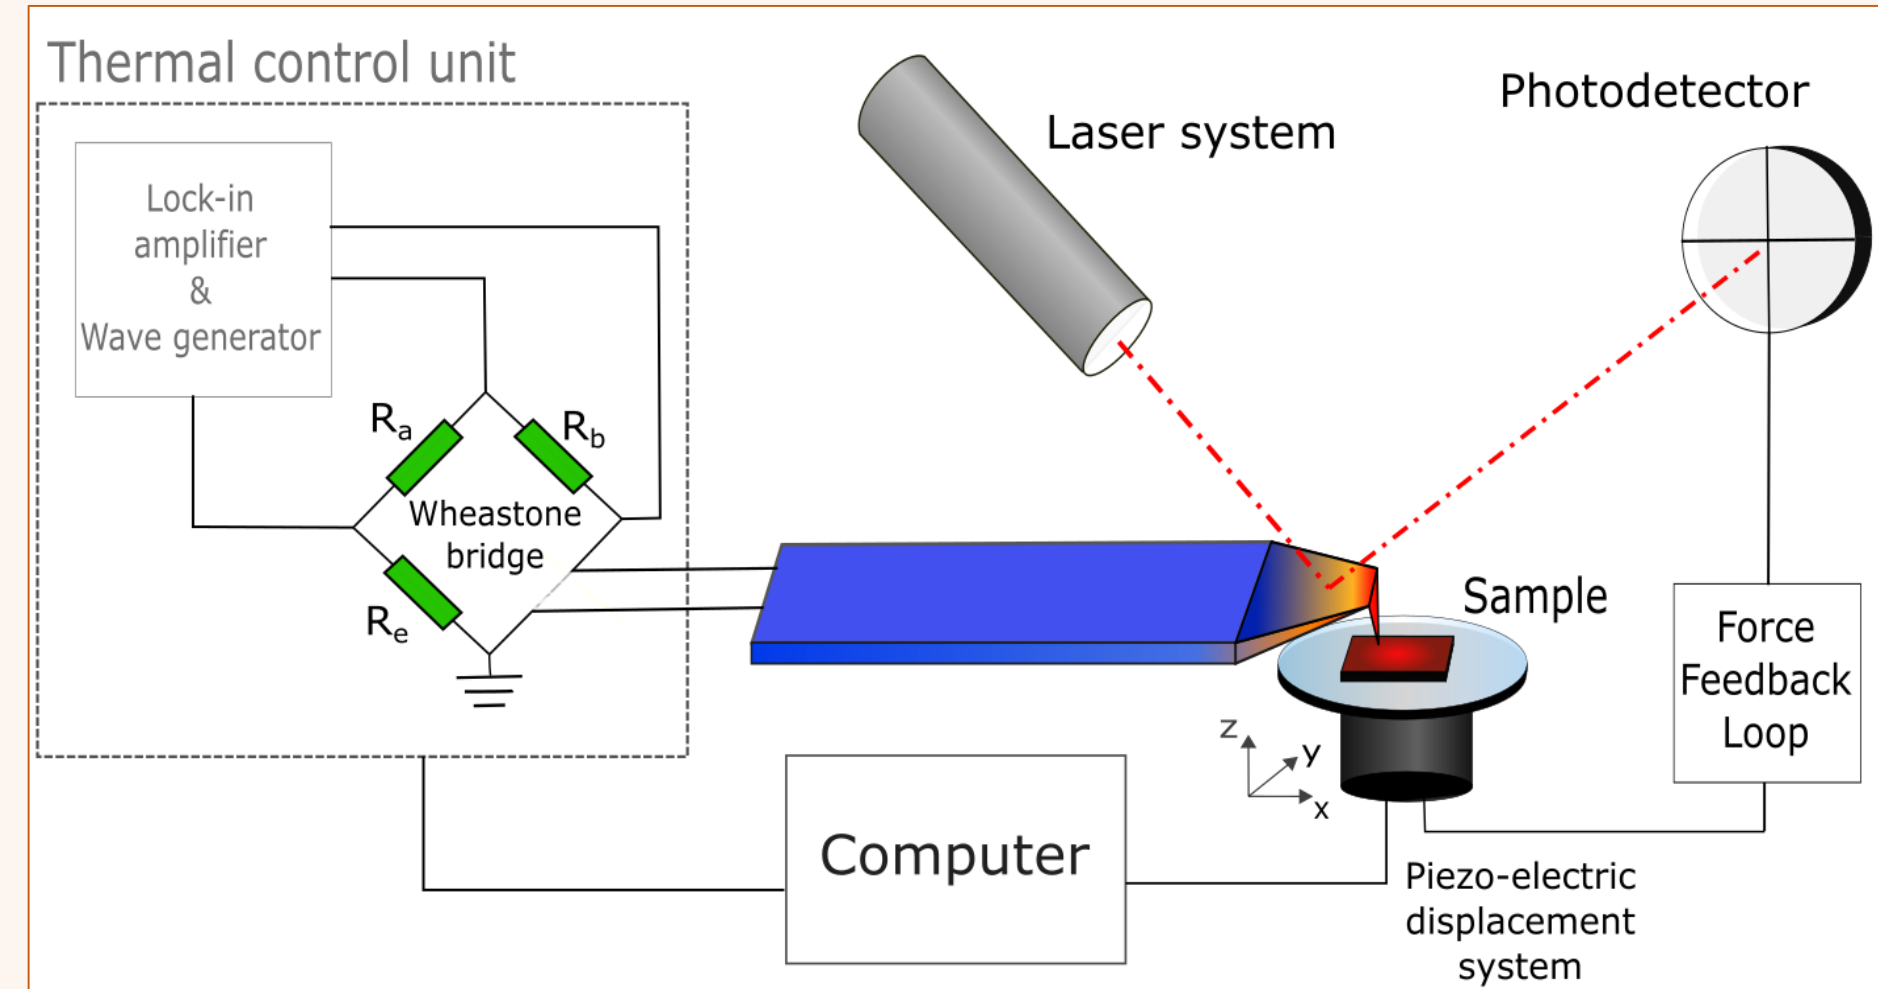 Thermal control unit
Lock-in
amplifier
&
Wave generator
Ra
Rb
Wheastone
bridge
Re
Laser system
Photodetector
Sample
Force
Feedback
Loop
z
y
x
Computer
Piezo-electric
displacement
system